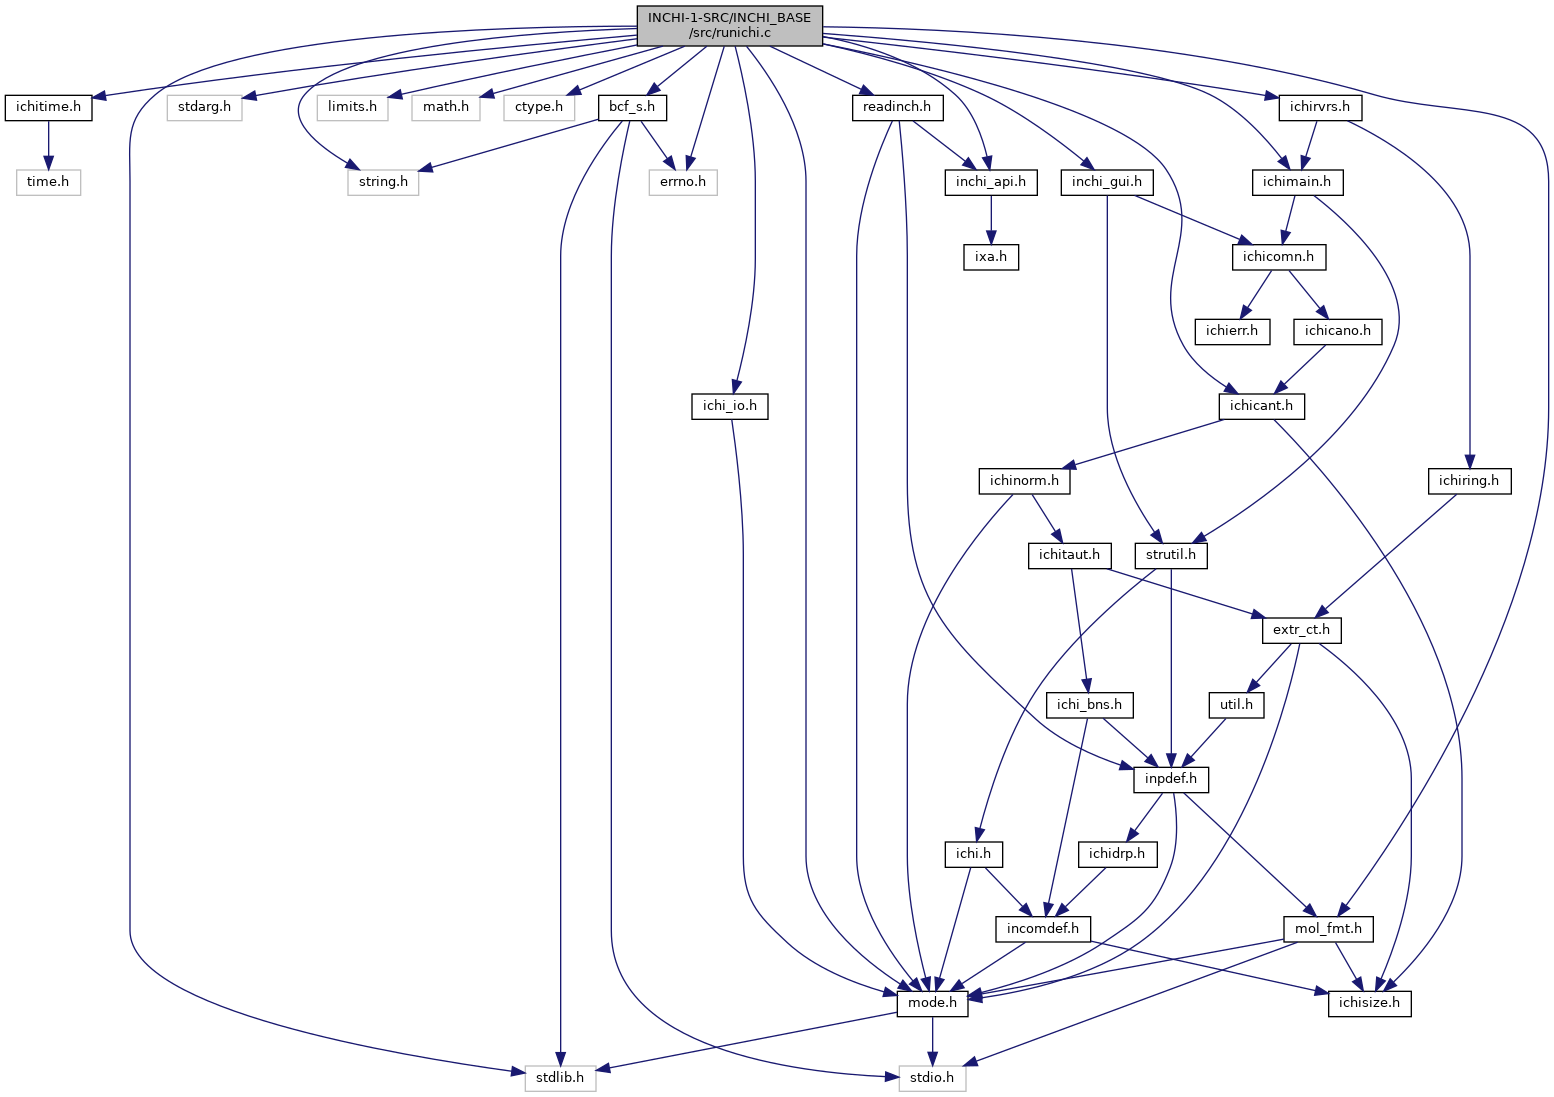 INCHI-1-SRC/INCHI_BASE
/src/runichi.c
ichitime.h
stdarg.h
limits.h
math.h
ctype.h
bcf_s.h
readinch.h
ichirvrs.h
time.h
string.h
errno.h
inchi_api.h
inchi_gui.h
ichimain.h
ixa.h
ichicomn.h
ichierr.h
ichicano.h
ichi_io.h
ichicant.h
ichinorm.h
ichiring.h
ichitaut.h
strutil.h
extr_ct.h
ichi_bns.h
util.h
inpdef.h
ichi.h
ichidrp.h
incomdef.h
mol_fmt.h
mode.h
ichisize.h
stdlib.h
stdio.h